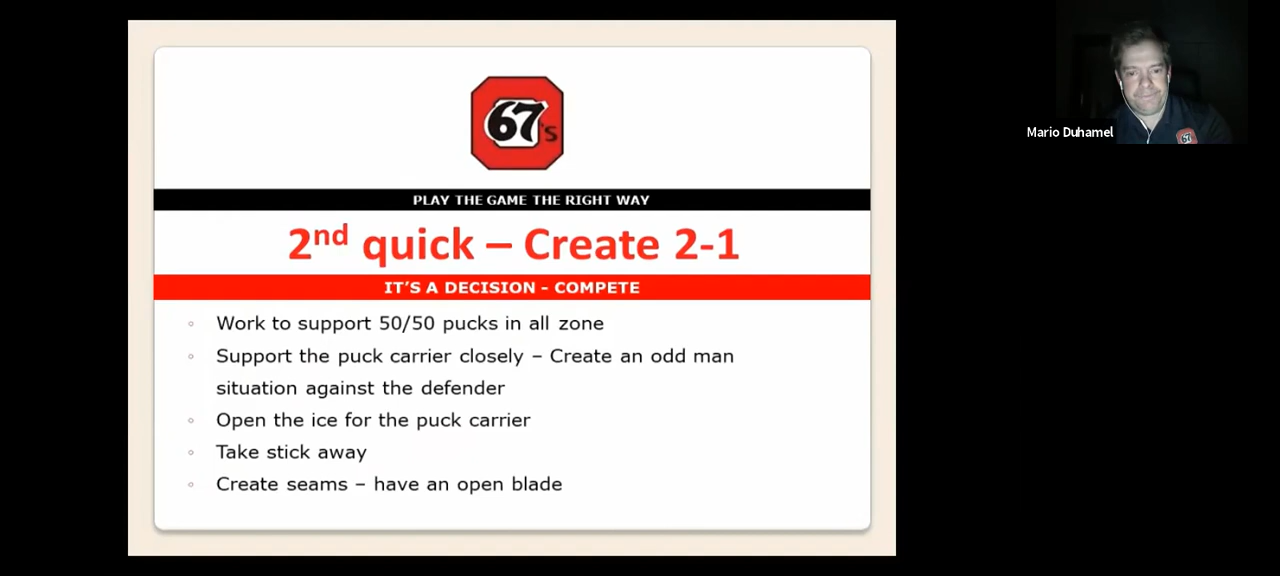 67's
PLAY THE GAME THE RIGHT WAY
2nd quick – Create 2-1
IT'S A DECISION - COMPETE
◦ Work to support 50/50 pucks in all zone
◦ Support the puck carrier closely – Create an odd man
situation against the defender
◦ Open the ice for the puck carrier
◦ Take stick away
◦ Create seams – have an open blade
Mario Duhamel
67